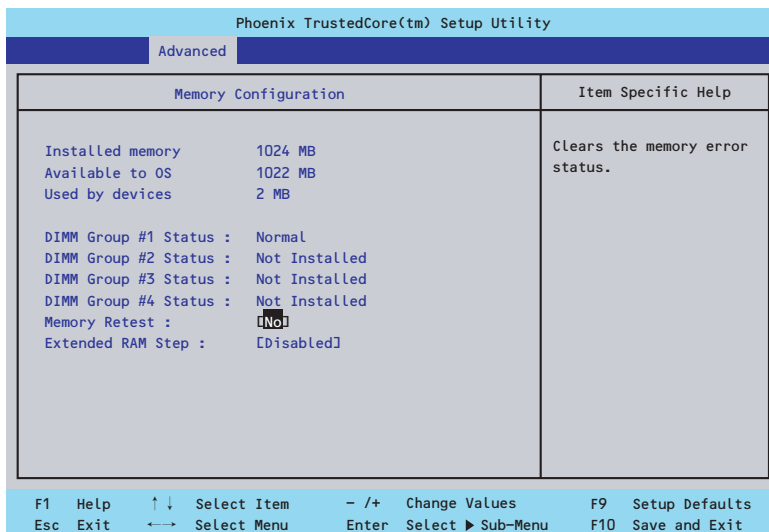 Phoenix TrustedCore(tm) Setup Utility
Advanced
Memory Configuration
Item Specific Help
Installed memory 1024 MB
Available to OS 1022 MB
Used by devices 2 MB
DIMM Group #1 Status : Normal
DIMM Group #2 Status : Not Installed
DIMM Group #3 Status : Not Installed
DIMM Group #4 Status : Not Installed
Memory Retest : [No]
Extended RAM Step : [Disabled]
Clears the memory error
status.
F1 Help ↑↓ Select Item - /+ Change Values F9 Setup Defaults
Esc Exit ←→ Select Menu Enter Select ▶ Sub-Menu F10 Save and Exit